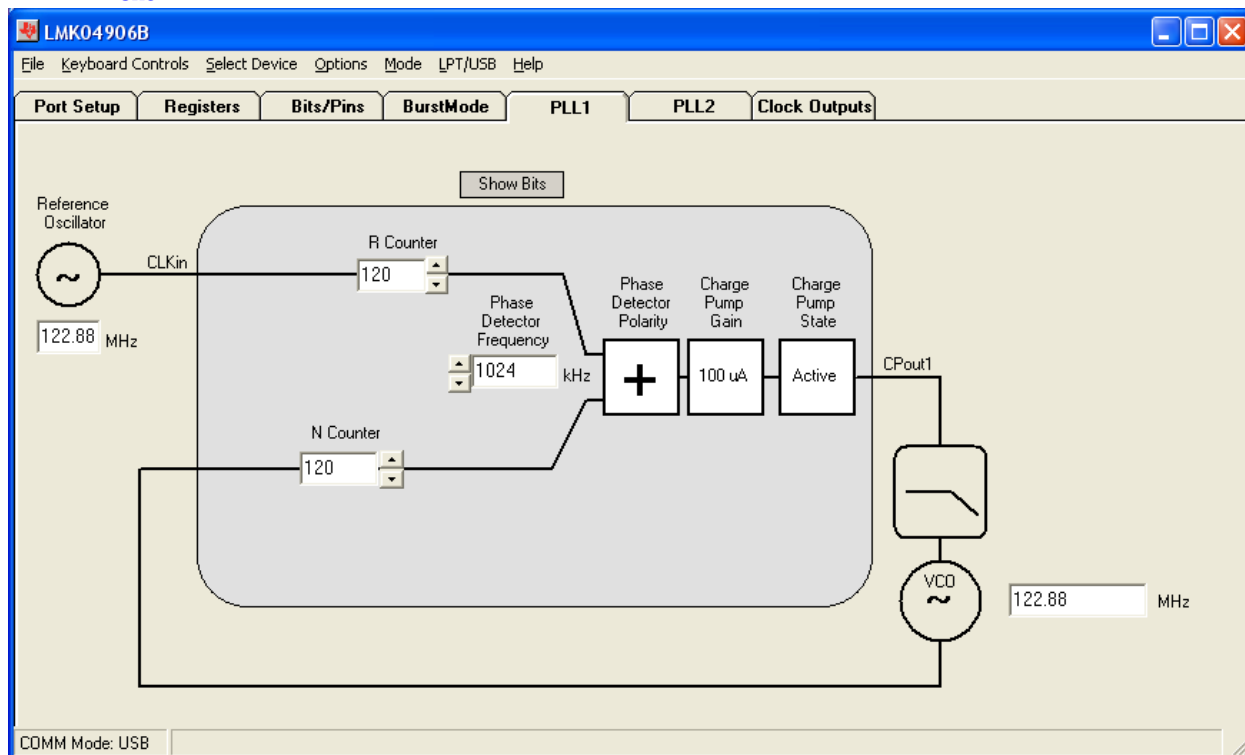 LMK04906B
File Keyboard Controls Select Device Options Mode LPT/USB Help
Port Setup Registers Bits/Pins BurstMode PLL1 PLL2 Clock Outputs
Show Bits
Reference
Oscillator
~
CLKin
122.88 MHz
R Counter
120
Phase
Detector
Frequency
1024 kHz
Phase
Detector
Polarity
+
Charge
Pump
Gain
100 uA
Charge
Pump
State
Active
CPout1
N Counter
120
VCO
~
122.88 MHz
COMM Mode: USB